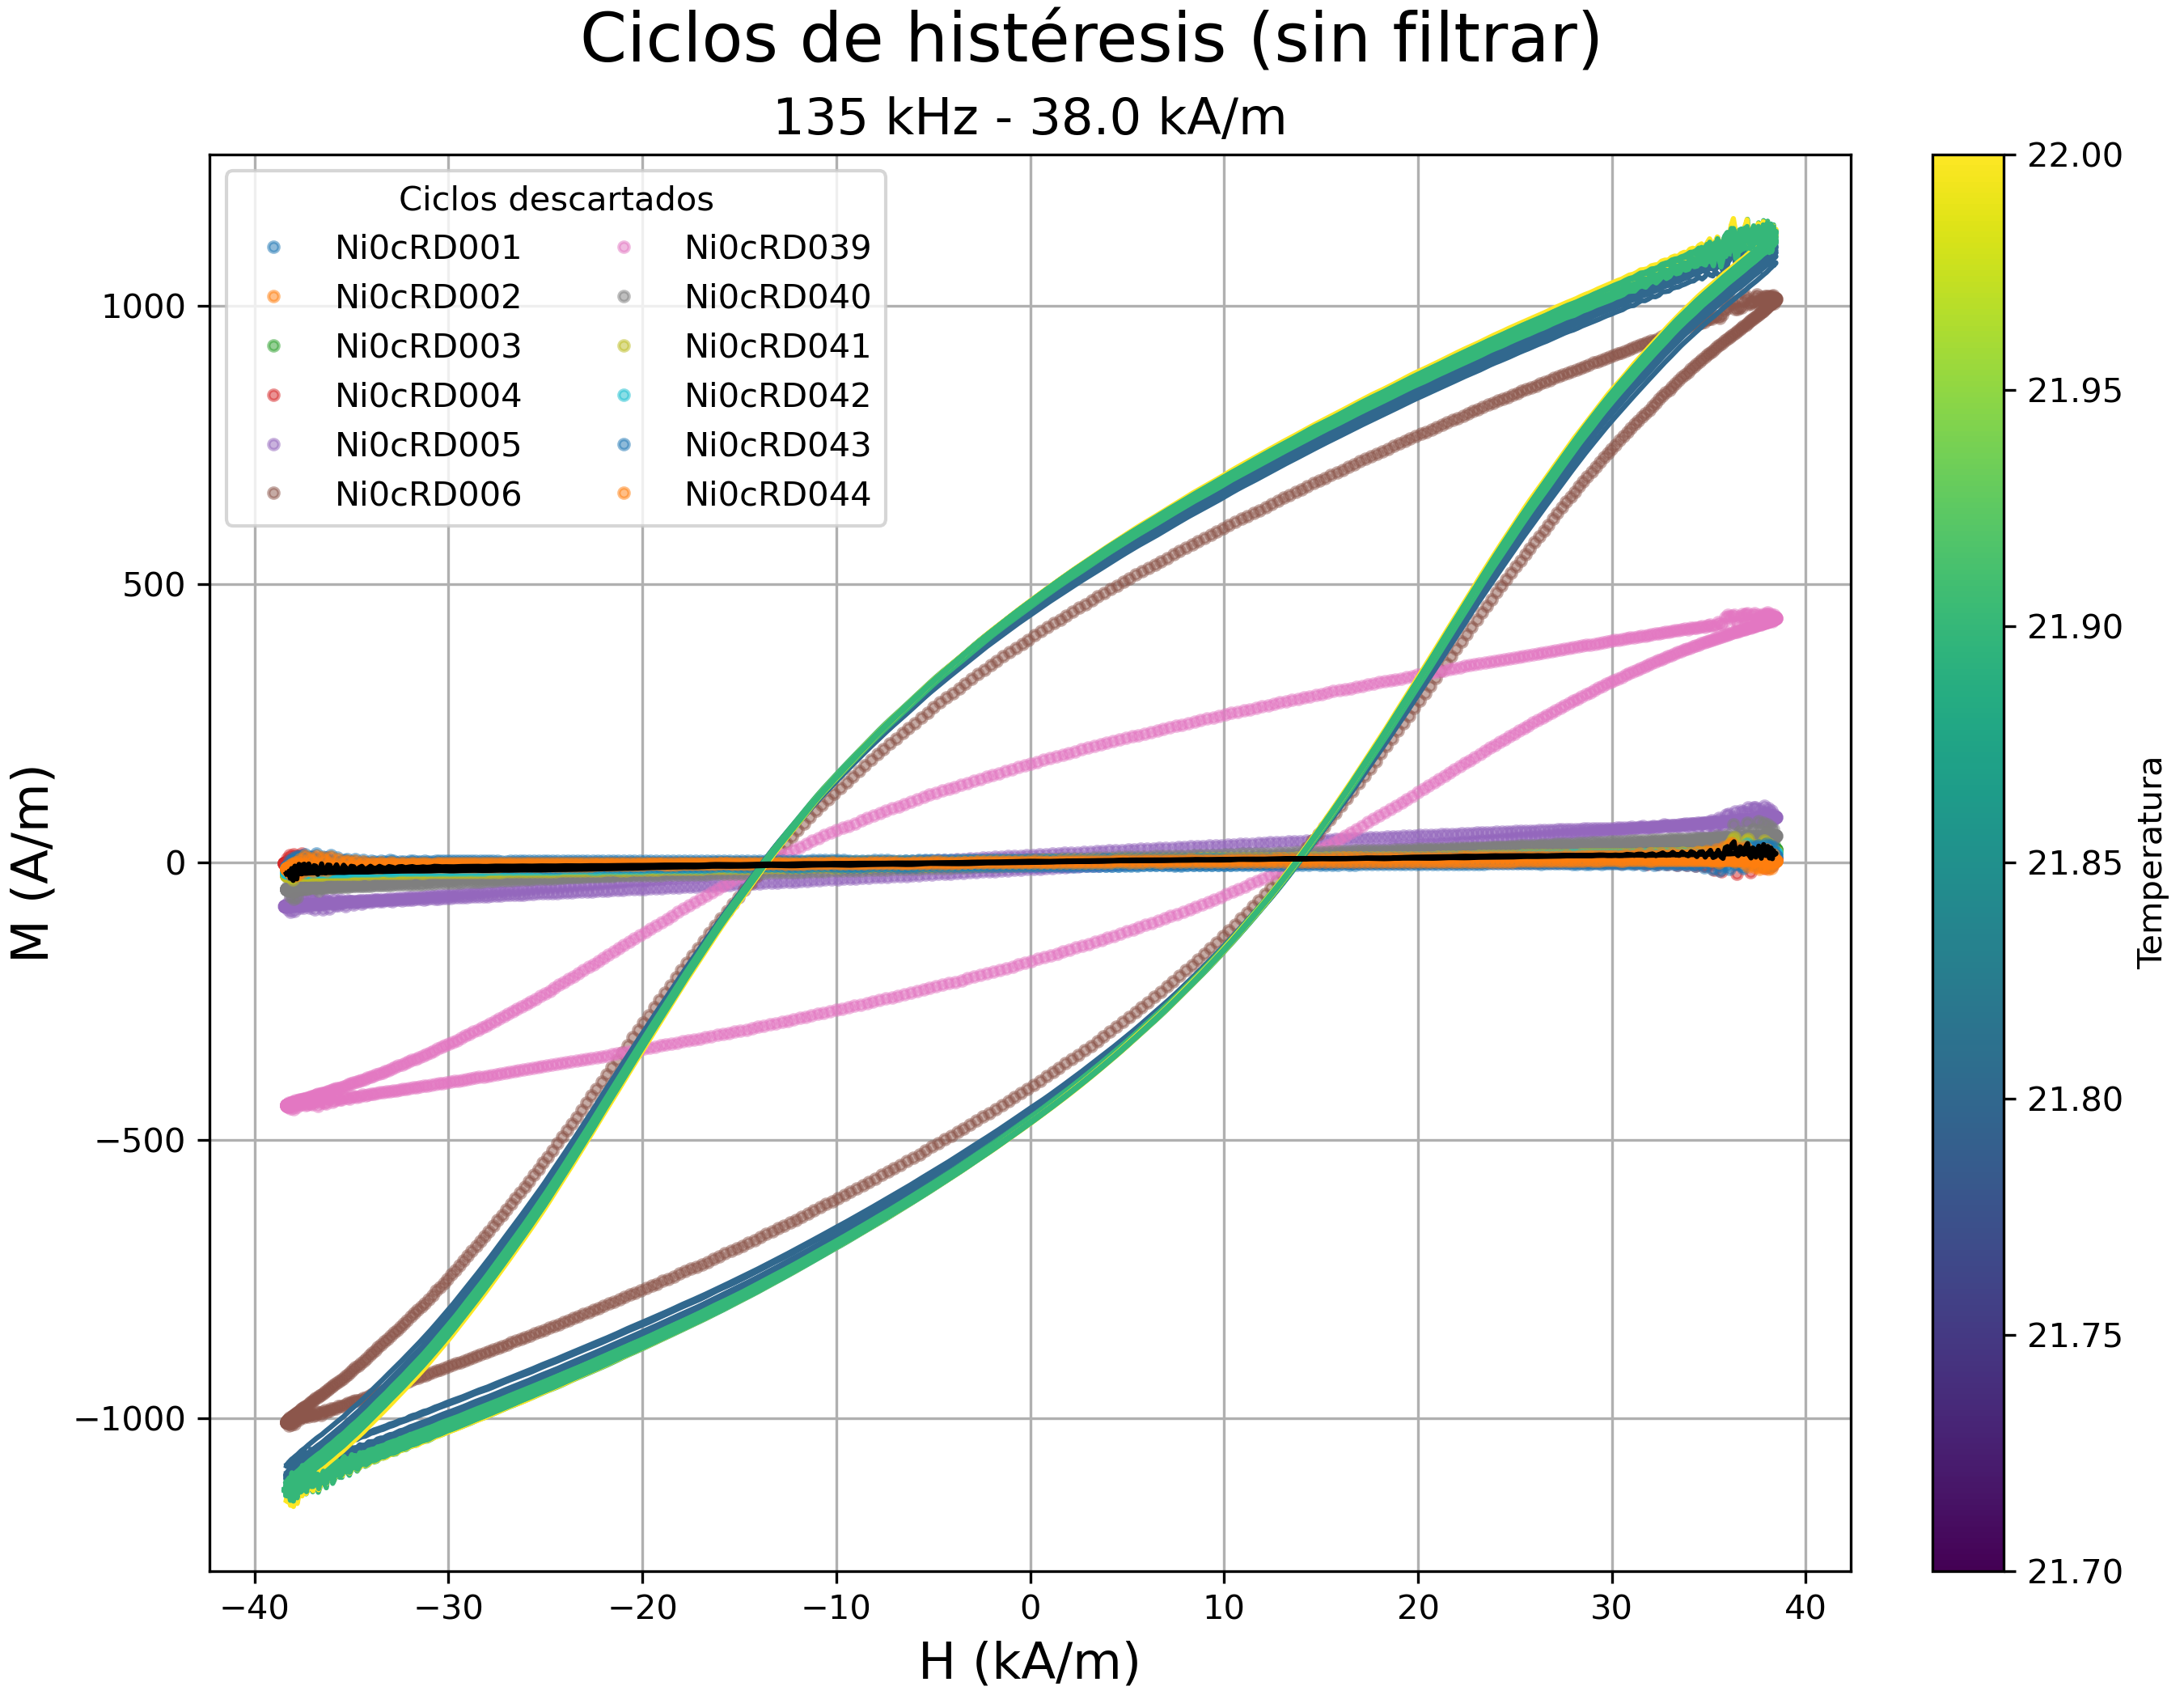 Ciclos de histéresis (sin filtrar)
135 kHz - 38.0 kA/m
Ciclos descartados
Ni0cRD001
Ni0cRD002
Ni0cRD003
Ni0cRD004
Ni0cRD005
Ni0cRD006
Ni0cRD039
Ni0cRD040
Ni0cRD041
Ni0cRD042
Ni0cRD043
Ni0cRD044
M (A/m)
1000
500
0
−500
−1000
−40
−30
−20
−10
0
10
20
30
40
H (kA/m)
22.00
21.95
21.90
21.85
21.80
21.75
21.70
Temperatura